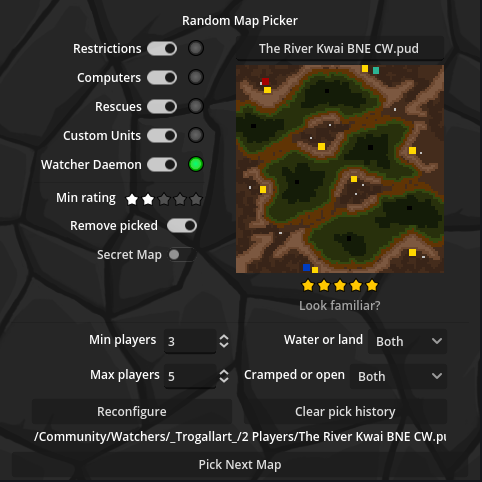 Random Map Picker
Restrictions
The River Kwai BNE CW.pud
Computers
Rescues
Custom Units
Watcher Daemon
Min rating
Remove picked
Secret Map
Look familiar?
Min players 3 Water or land Both
Max players 5 Cramped or open Both
Reconfigure Clear pick history
/Community/Watchers/_Trogallart_/2 Players/The River Kwai BNE CW.pu
Pick Next Map